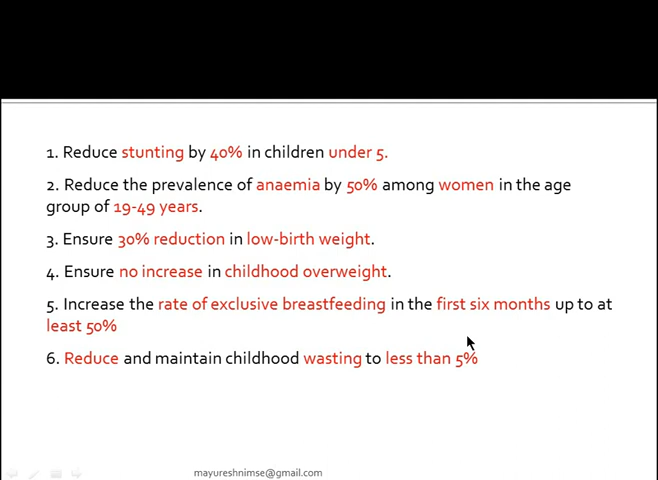 1. Reduce stunting by 40% in children under 5.
2. Reduce the prevalence of anaemia by 50% among women in the age
group of 19-49 years.
3. Ensure 30% reduction in low-birth weight.
4. Ensure no increase in childhood overweight.
5. Increase the rate of exclusive breastfeeding in the first six months up to at
least 50%
6. Reduce and maintain childhood wasting to less than 5%
mayureshnimse@gmail.com